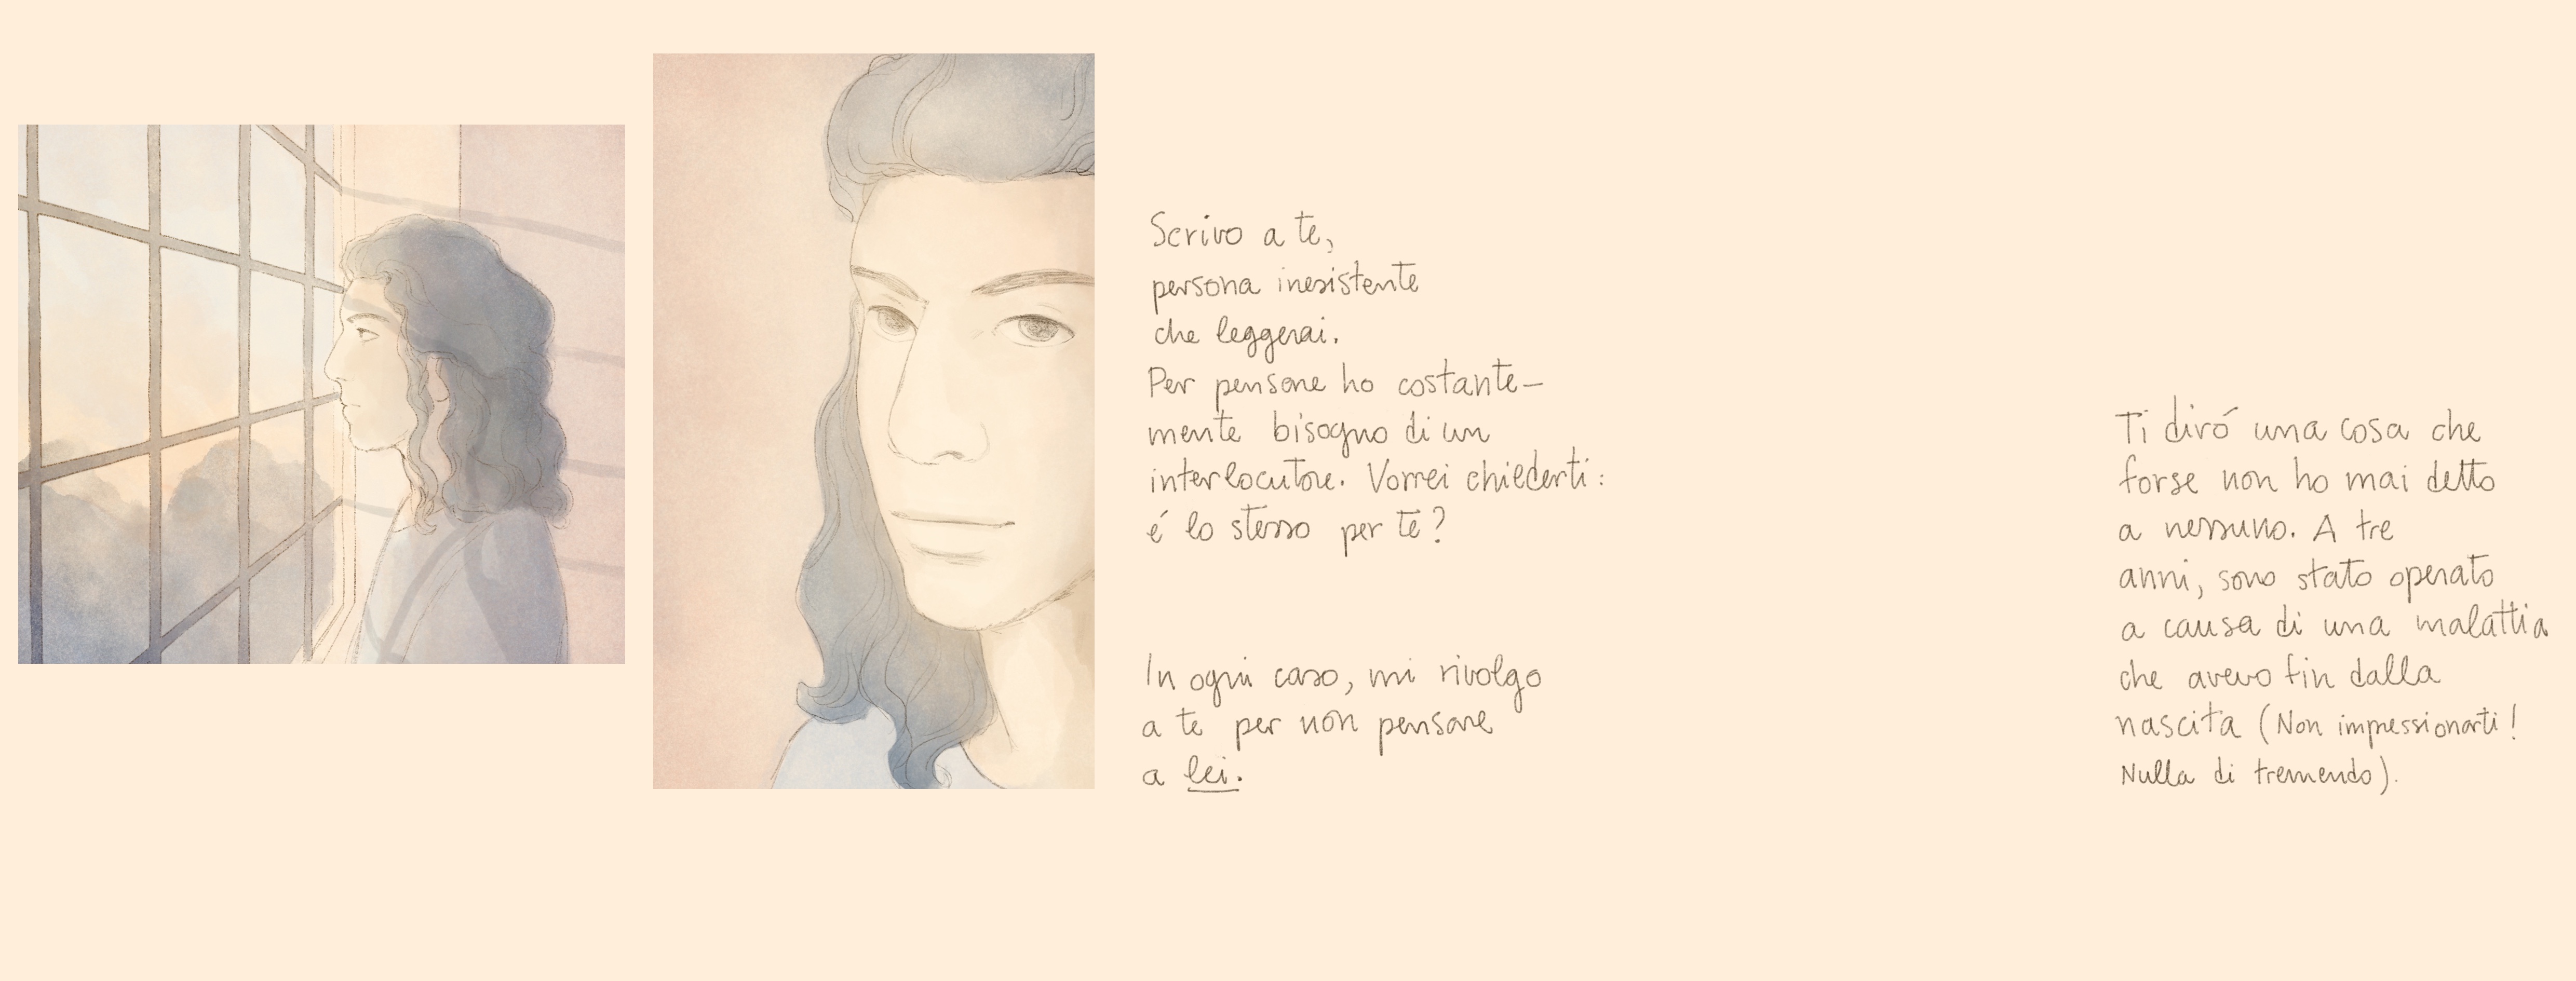 Scrivo a te,
persona inesistente
che leggerai.
Per pensare ho costante-
mente bisogno di un
interlocutore. Vorrei chiederti:
é lo stesso per te?
In ogni caso, mi rivolgo
a te per non pensare
a lei.
Ti diró una cosa che
forse non ho mai detto
a nessuno. A tre
anni, sono stato operato
a causa di una malattia
che avevo fin dalla
nascita (Non impressionarti!
Nulla di tremendo).